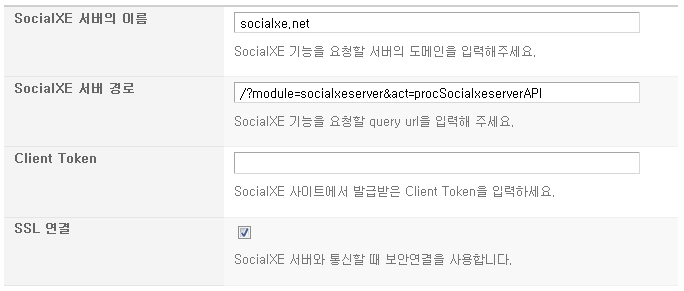 SocialXE 서버의 이름
socialxe.net
SocialXE 기능을 요청할 서버의 도메인을 입력해주세요.
SocialXE 서버 경로
/?module=socialxeserver&act=procSocialxeserverAPI
SocialXE 기능을 요청할 query url을 입력해 주세요.
Client Token
SocialXE 사이트에서 발급받은 Client Token을 입력하세요.
SSL 연결
SocialXE 서버와 통신할 때 보안연결을 사용합니다.